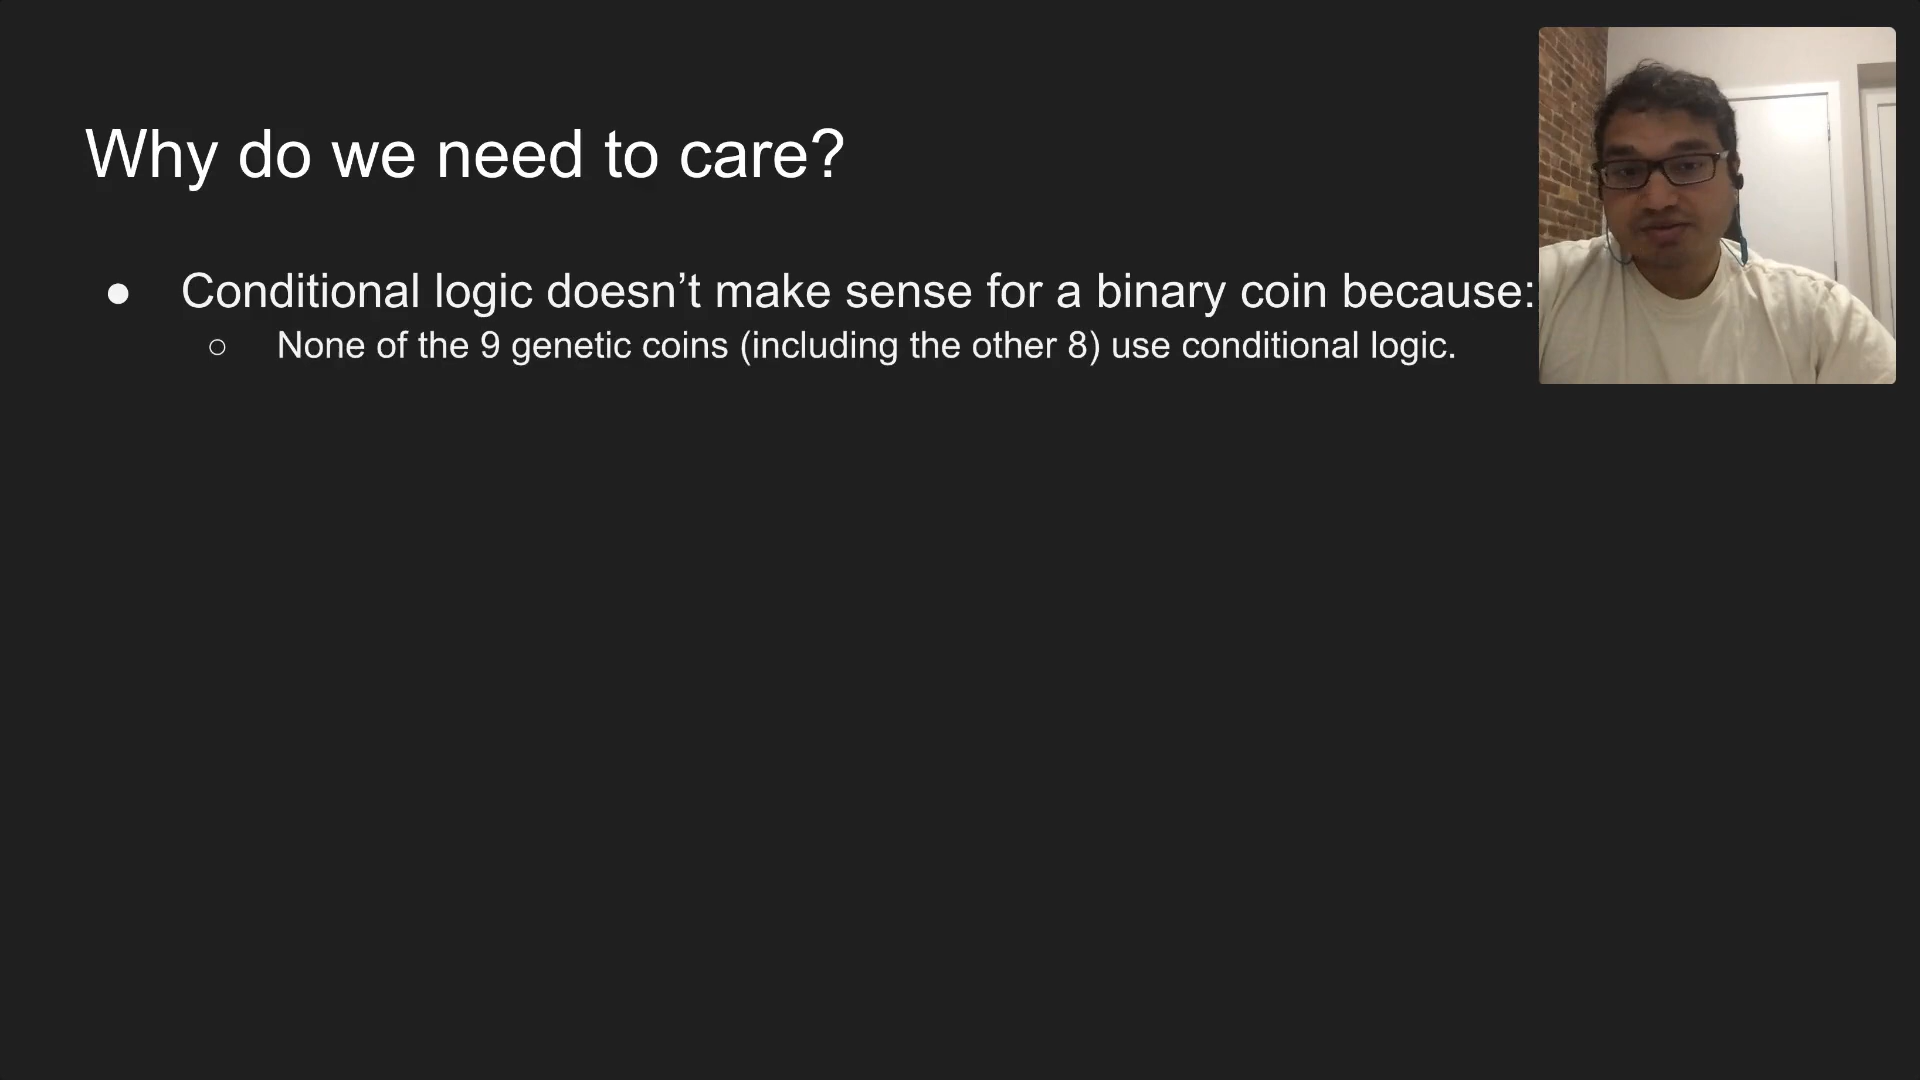 Why do we need to care?
● Conditional logic doesn’t make sense for a binary coin because:
○ None of the 9 genetic coins (including the other 8) use conditional logic.